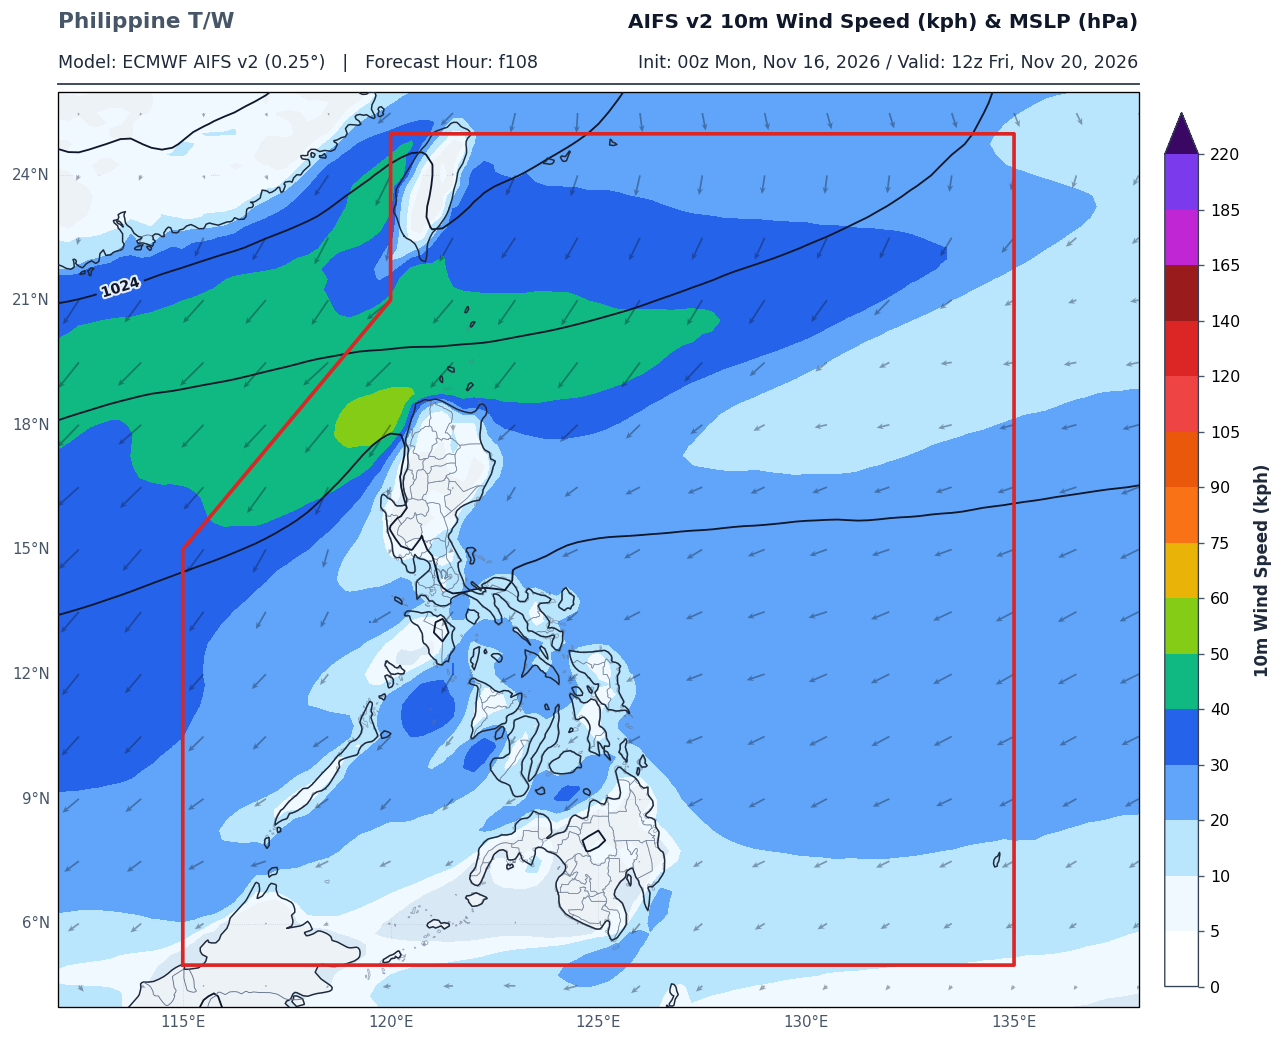 Philippine T/W
AIFS v2 10m Wind Speed (kph) & MSLP (hPa)
Model: ECMWF AIFS v2 (0.25°) | Forecast Hour: f108
Init: 00z Mon, Nov 16, 2026 / Valid: 12z Fri, Nov 20, 2026
24°N
21°N
18°N
15°N
12°N
9°N
6°N
1024
115°E
120°E
125°E
130°E
135°E
220
185
165
140
120
105
90
75
60
50
40
30
20
10
5
0
10m Wind Speed (kph)